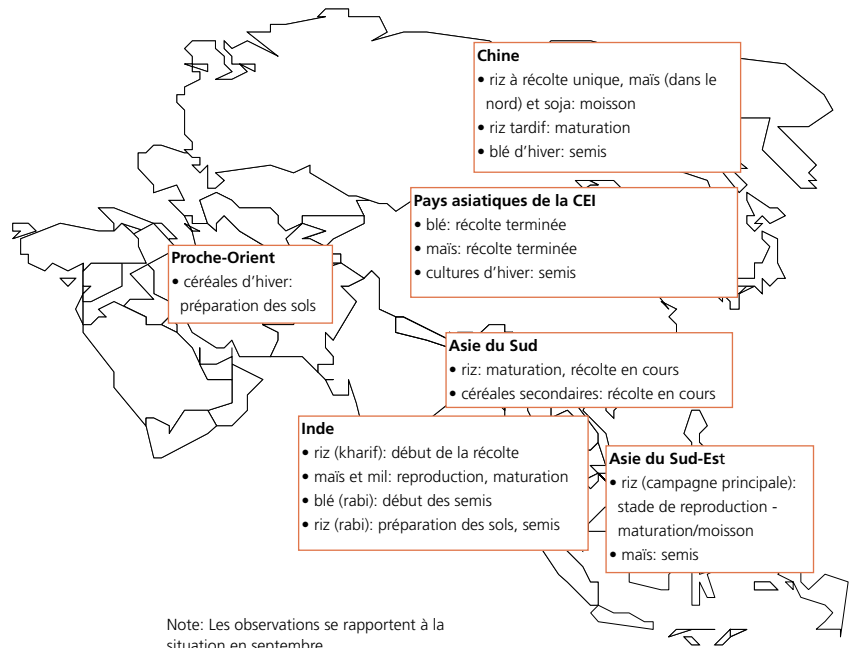 Chine
• riz à récolte unique, maïs (dans le
nord) et soja: moisson
• riz tardif: maturation
• blé d'hiver: semis
Pays asiatiques de la CEI
• blé: récolte terminée
• maïs: récolte terminée
• cultures d'hiver: semis
Proche-Orient
• céréales d'hiver:
préparation des sols
Asie du Sud
• riz: maturation, récolte en cours
• céréales secondaires: récolte en cours
Inde
• riz (kharif): début de la récolte
• maïs et mil: reproduction, maturation
• blé (rabi): début des semis
• riz (rabi): préparation des sols, semis
Asie du Sud-Est
• riz (campagne principale):
stade de reproduction -
maturation/moisson
• maïs: semis
Note: Les observations se rapportent à la
situation en septembre